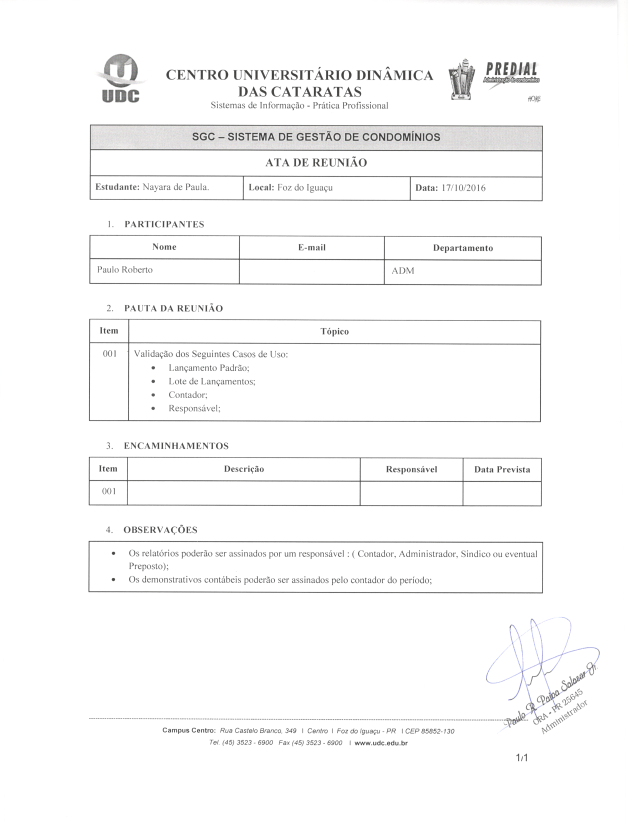 UDC
CENTRO UNIVERSITÁRIO DINÂMICA
DAS CATARATAS
Sistemas de Informação - Prática Profissional
PREDIAL
Administração de condomínios
SGC – SISTEMA DE GESTÃO DE CONDOMÍNIOS
ATA DE REUNIÃO
Estudante: Nayara de Paula. Local: Foz do Iguaçu Data: 17/10/2016
1. PARTICIPANTES
Nome E-mail Departamento
Paulo Roberto ADM
2. PAUTA DA REUNIÃO
Item Tópico
001 Validação dos Seguintes Casos de Uso:
• Lançamento Padrão;
• Lote de Lançamentos;
• Contador;
• Responsável;
3. ENCAMINHAMENTOS
Item Descrição Responsável Data Prevista
001
4. OBSERVAÇÕES
• Os relatórios poderão ser assinados por um responsável : ( Contador, Administrador, Síndico ou eventual
Preposto);
• Os demonstrativos contábeis poderão ser assinados pelo contador do período;
Paulo R. Paiva Salazar Jr.
CRA - PR 25645
Administrador
Campus Centro: Rua Castelo Branco, 349 I Centro I Foz do Iguaçu - PR I CEP 85852-130
Tel. (45) 3523 - 6900 Fax (45) 3523 - 6900 I www.udc.edu.br
1/1